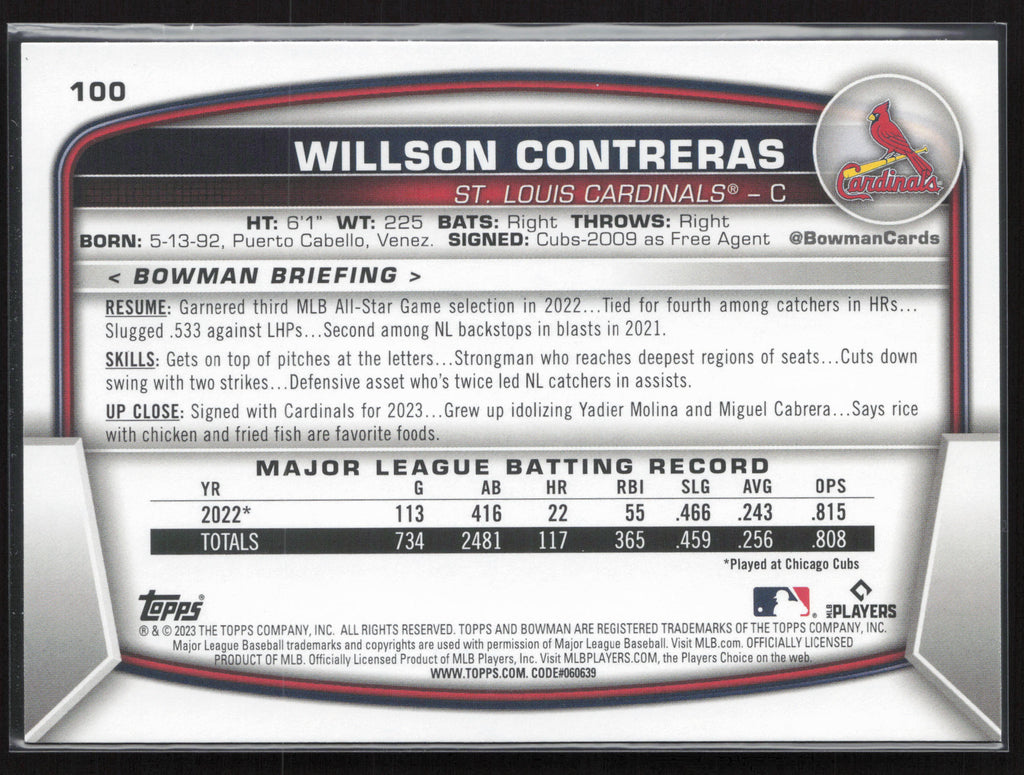 100
WILLSON CONTRERAS
Cardinals
ST. LOUIS CARDINALS® – C
HT: 6'1" WT: 225 BATS: Right THROWS: Right
BORN: 5-13-92, Puerto Cabello, Venez. SIGNED: Cubs-2009 as Free Agent @BowmanCards
< BOWMAN BRIEFING >
RESUME: Garnered third MLB All-Star Game selection in 2022...Tied for fourth among catchers in HRs...
Slugged .533 against LHPs...Second among NL backstops in blasts in 2021.
SKILLS: Gets on top of pitches at the letters...Strongman who reaches deepest regions of seats...Cuts down
swing with two strikes...Defensive asset who's twice led NL catchers in assists.
UP CLOSE: Signed with Cardinals for 2023...Grew up idolizing Yadier Molina and Miguel Cabrera...Says rice
with chicken and fried fish are favorite foods.
MAJOR LEAGUE BATTING RECORD
YR G AB HR RBI SLG AVG OPS
2022* 113 416 22 55 .466 .243 .815
TOTALS 734 2481 117 365 .459 .256 .808
*Played at Chicago Cubs
Topps® ® MLB PLAYERS
® & © 2023 THE TOPPS COMPANY, INC. ALL RIGHTS RESERVED. TOPPS AND BOWMAN ARE REGISTERED TRADEMARKS OF THE TOPPS COMPANY, INC.
Major League Baseball trademarks and copyrights are used with permission of Major League Baseball. Visit MLB.com. OFFICIALLY LICENSED
PRODUCT OF MLB. Officially Licensed Product of MLB Players, Inc. Visit MLBPLAYERS.COM, the Players Choice on the web.
WWW.TOPPS.COM. CODE#060639